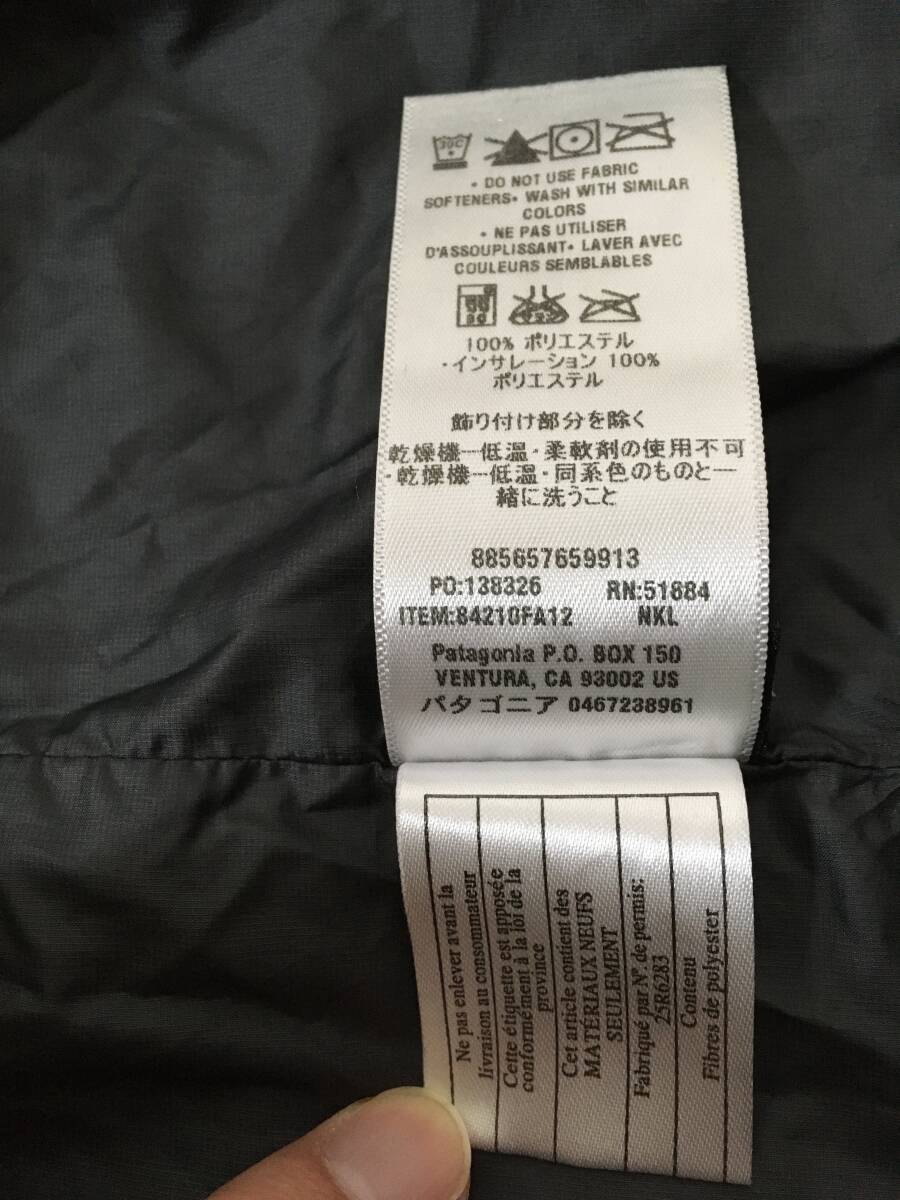 30C
• DO NOT USE FABRIC
SOFTENERS• WASH WITH SIMILAR
COLORS
• NE PAS UTILISER
D'ASSOUPLISSANT• LAVER AVEC
COULEURS SEMBLABLES
100% ポリエステル
・インサレーション 100%
ポリエステル
飾り付け部分を除く
乾燥機―低温・柔軟剤の使用不可
・乾燥機―低温・同系色のものと一
緒に洗うこと
885657659913
PO:138326 RN:51884
ITEM:84210FA12 NKL
Patagonia P.O. BOX 150
VENTURA, CA 93002 US
パタゴニア 0467238961
Ne pas enlever avant la
livraison au consommateur
Cette étiquette est apposée
conformément à la loi de la
province
Cet article contient des
MATÉRIAUX NEUFS
SEULEMENT
Fabriqué par Nº. de permis:
25R6283
Contenu
Fibres de polyester